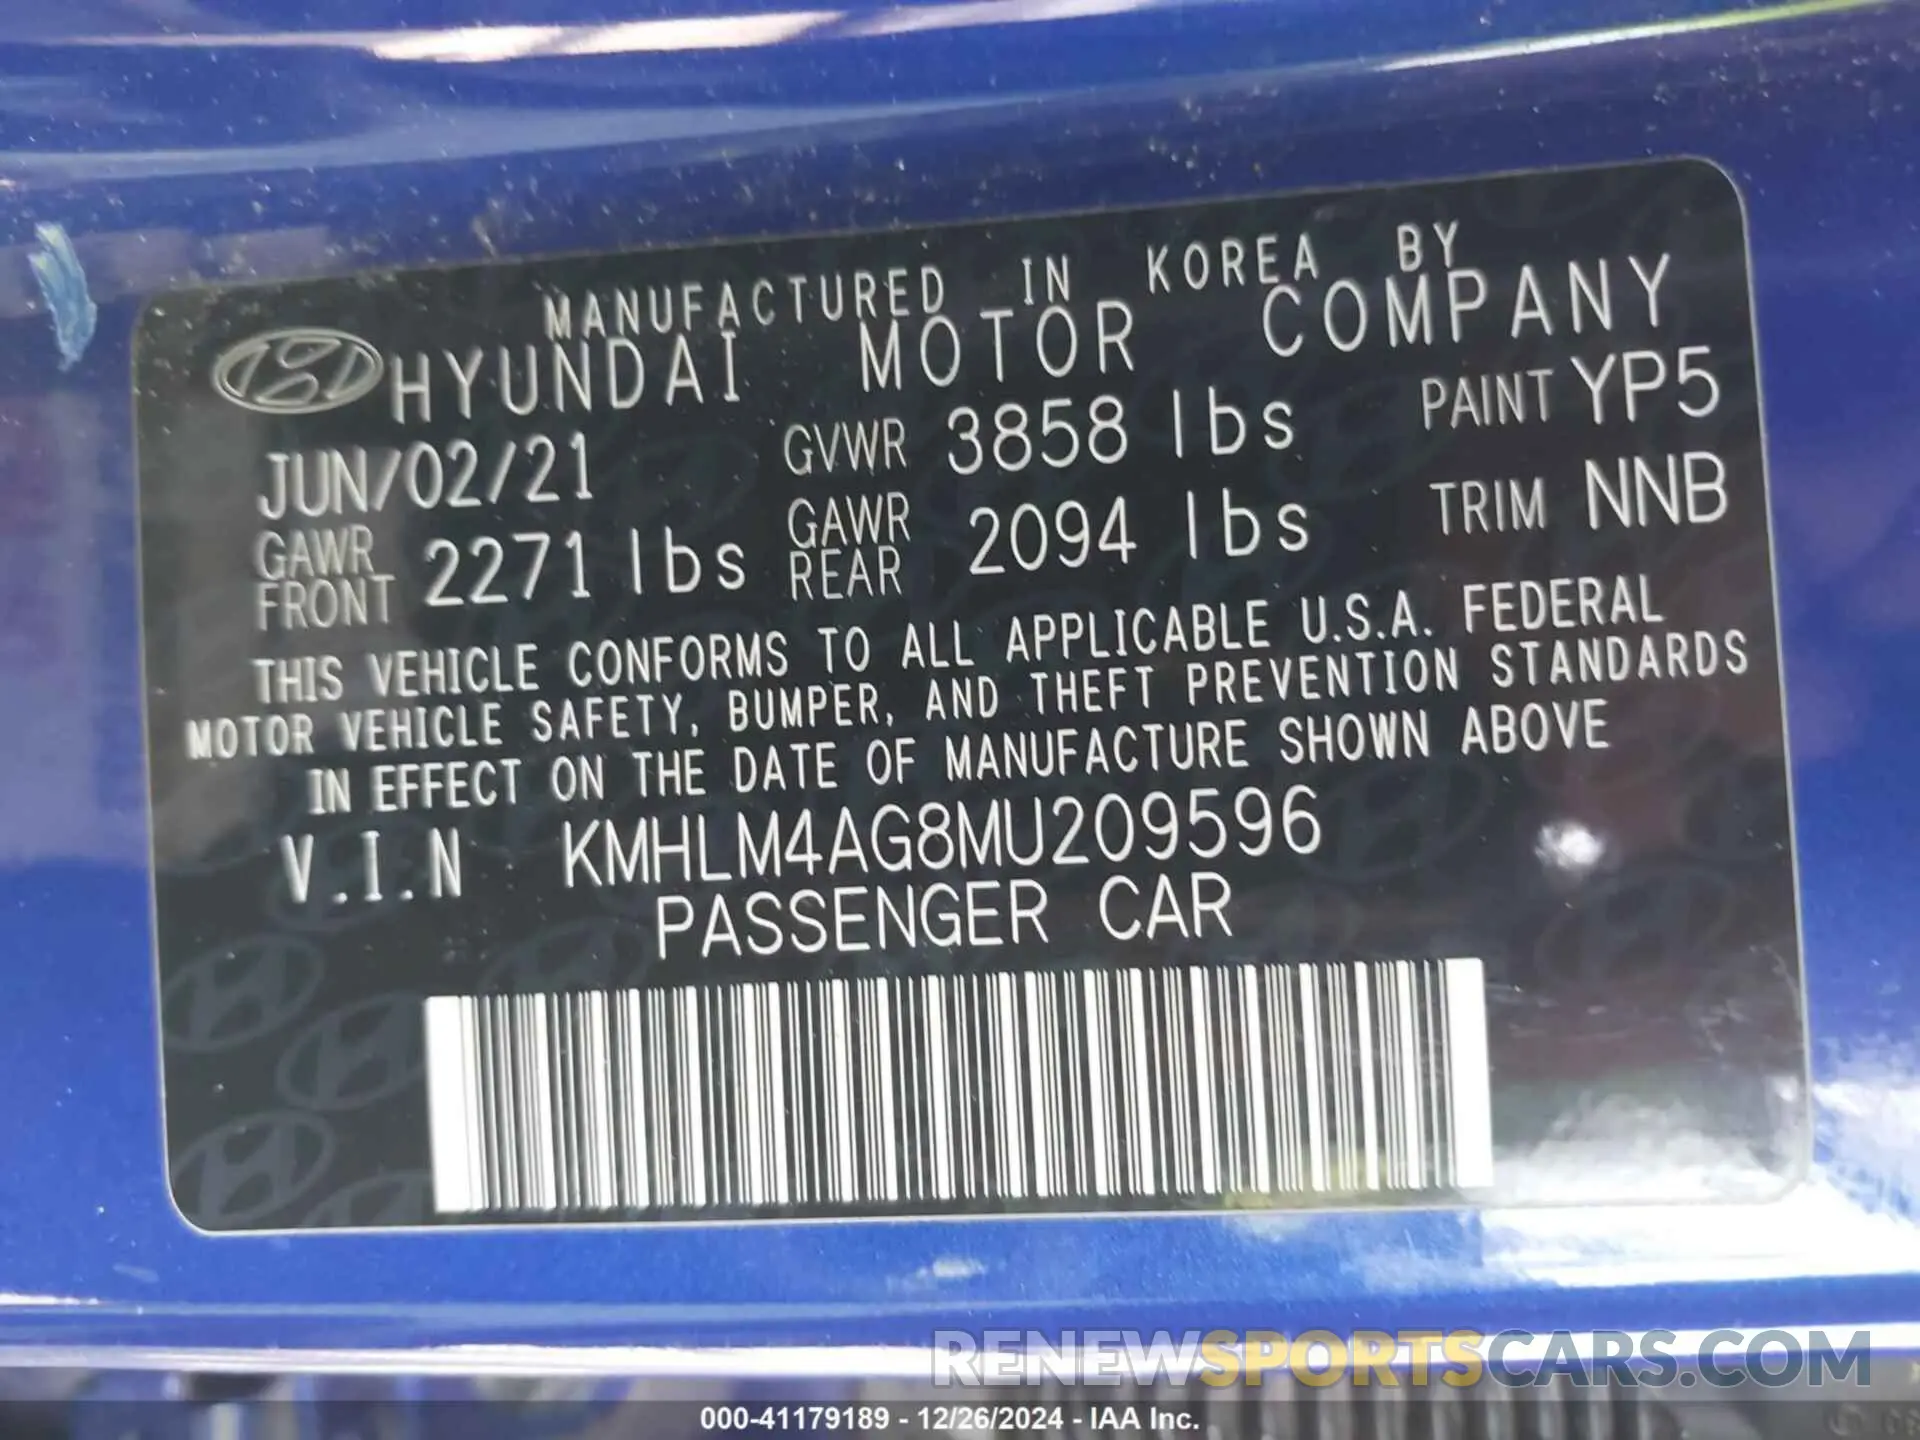 MANUFACTURED IN KOREA BY
HYUNDAI MOTOR COMPANY
JUN/02/21 GVWR 3858 lbs PAINT YP5
GAWR FRONT 2271 lbs GAWR REAR 2094 lbs TRIM NNB
THIS VEHICLE CONFORMS TO ALL APPLICABLE U.S.A. FEDERAL
MOTOR VEHICLE SAFETY, BUMPER, AND THEFT PREVENTION STANDARDS
IN EFFECT ON THE DATE OF MANUFACTURE SHOWN ABOVE
V.I.N KMHLM4AG8MU209596
PASSENGER CAR
RENEWSPORTSCARS.COM
000-41179189 - 12/26/2024 - IAA Inc.